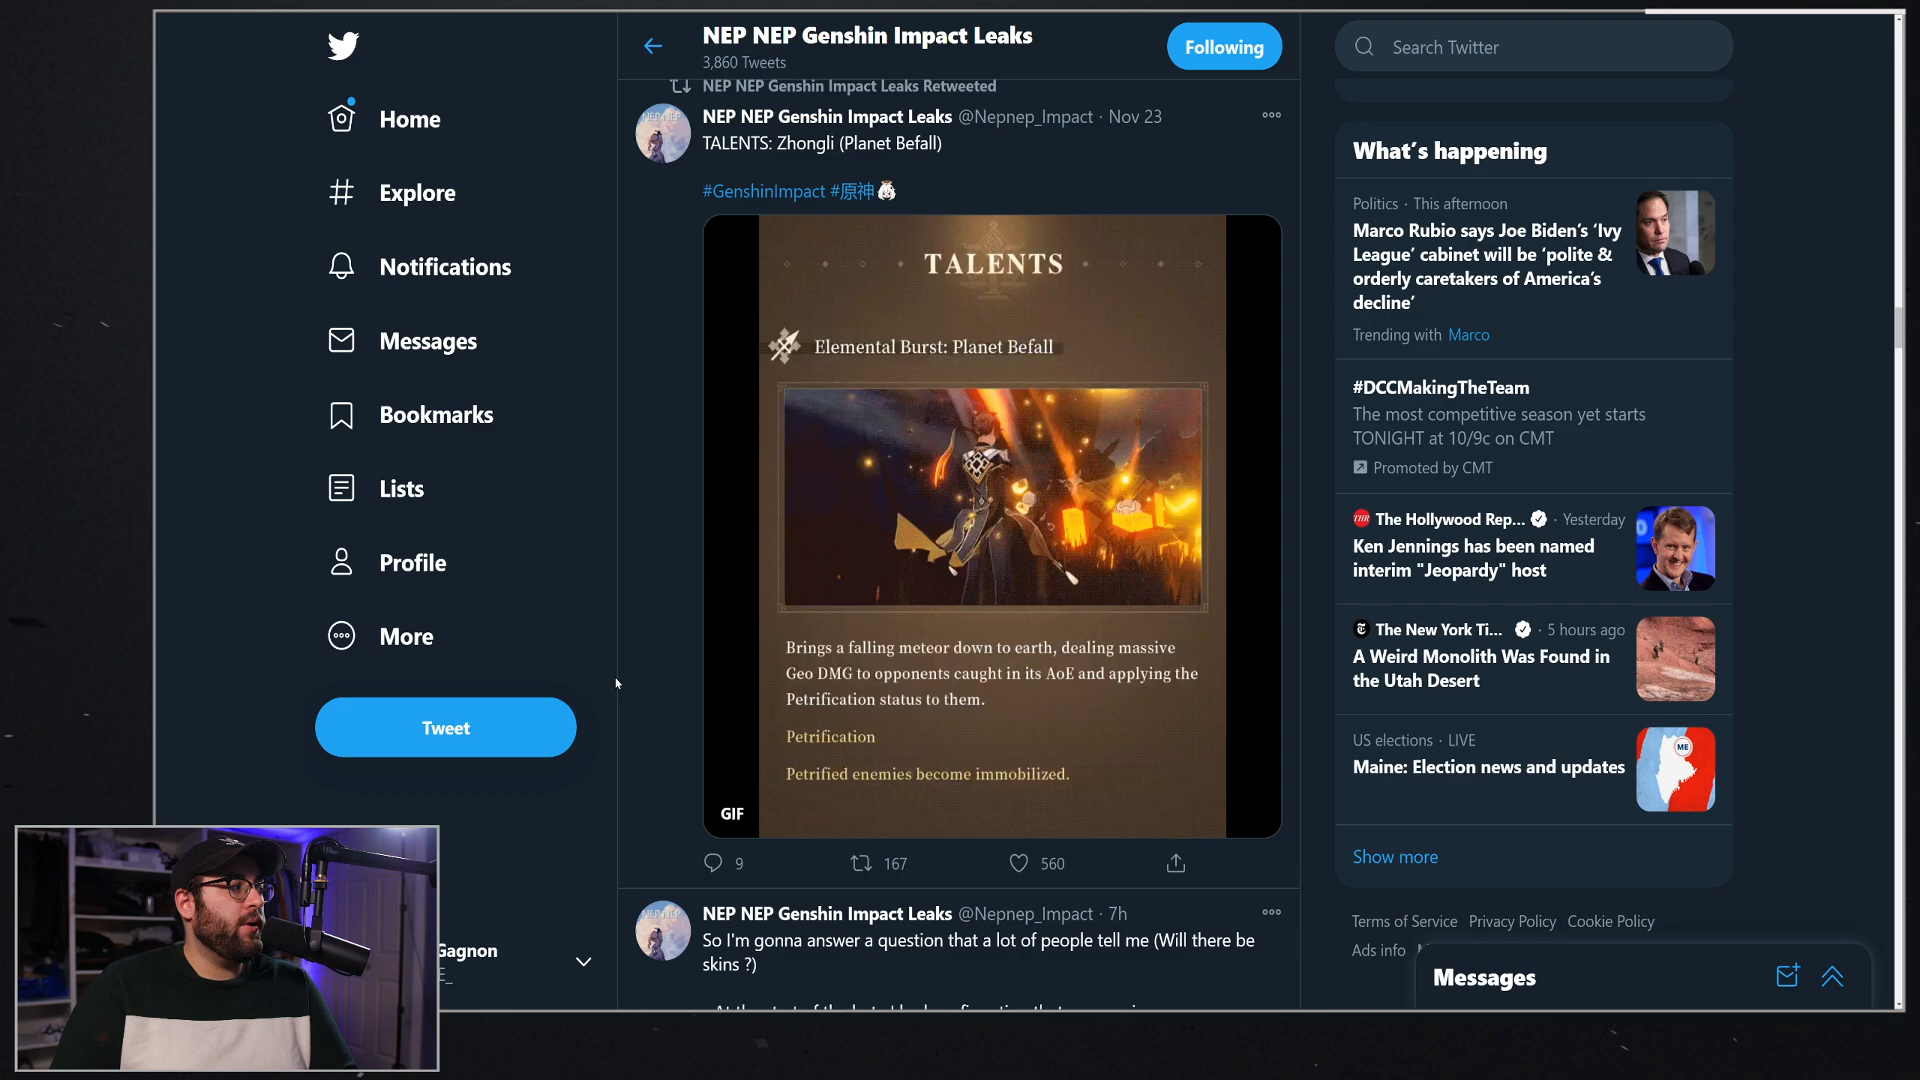 Home
Explore
Notifications
Messages
Bookmarks
Lists
Profile
More
Tweet
Gagnon
NEP NEP Genshin Impact Leaks
3,860 Tweets
Following
NEP NEP Genshin Impact Leaks Retweeted
NEP NEP Genshin Impact Leaks @Nepnep_Impact · Nov 23
TALENTS: Zhongli (Planet Befall)
#GenshinImpact #原神
TALENTS
Elemental Burst: Planet Befall
Brings a falling meteor down to earth, dealing massive
Geo DMG to opponents caught in its AoE and applying the
Petrification status to them.
Petrification
Petrified enemies become immobilized.
GIF
9 167 560
NEP NEP Genshin Impact Leaks @Nepnep_Impact · 7h
So I'm gonna answer a question that a lot of people tell me (Will there be
skins ?)
Search Twitter
What's happening
Politics · This afternoon
Marco Rubio says Joe Biden's 'Ivy
League' cabinet will be 'polite &
orderly caretakers of America's
decline'
Trending with Marco
#DCCMakingTheTeam
The most competitive season yet starts
TONIGHT at 10/9c on CMT
Promoted by CMT
THR The Hollywood Rep... · Yesterday
Ken Jennings has been named
interim "Jeopardy" host
The New York Ti... · 5 hours ago
A Weird Monolith Was Found in
the Utah Desert
US elections · LIVE
Maine: Election news and updates
ME
Show more
Terms of Service Privacy Policy Cookie Policy
Ads info
Messages